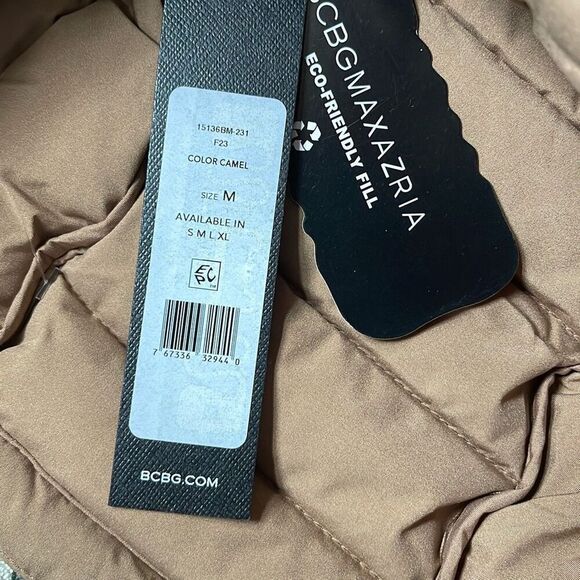 15136BM-231
F23
COLOR CAMEL
SIZE M
AVAILABLE IN
S M L XL
7 67336 32944 0
BCBG.COM
BCBGMAXAZRIA
ECO-FRIENDLY FILL